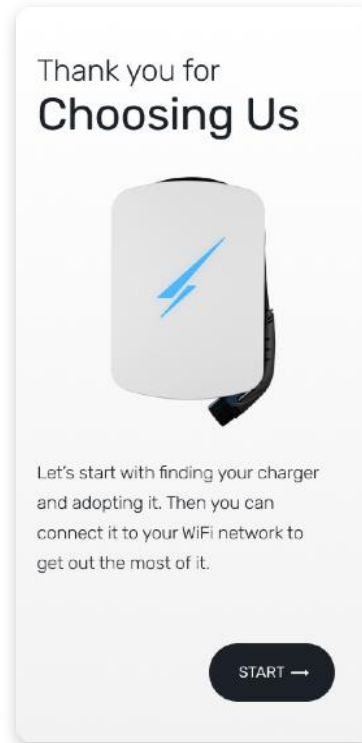 Thank you for
Choosing Us
Let's start with finding your charger
and adopting it. Then you can
connect it to your WiFi network to
get out the most of it.
START →